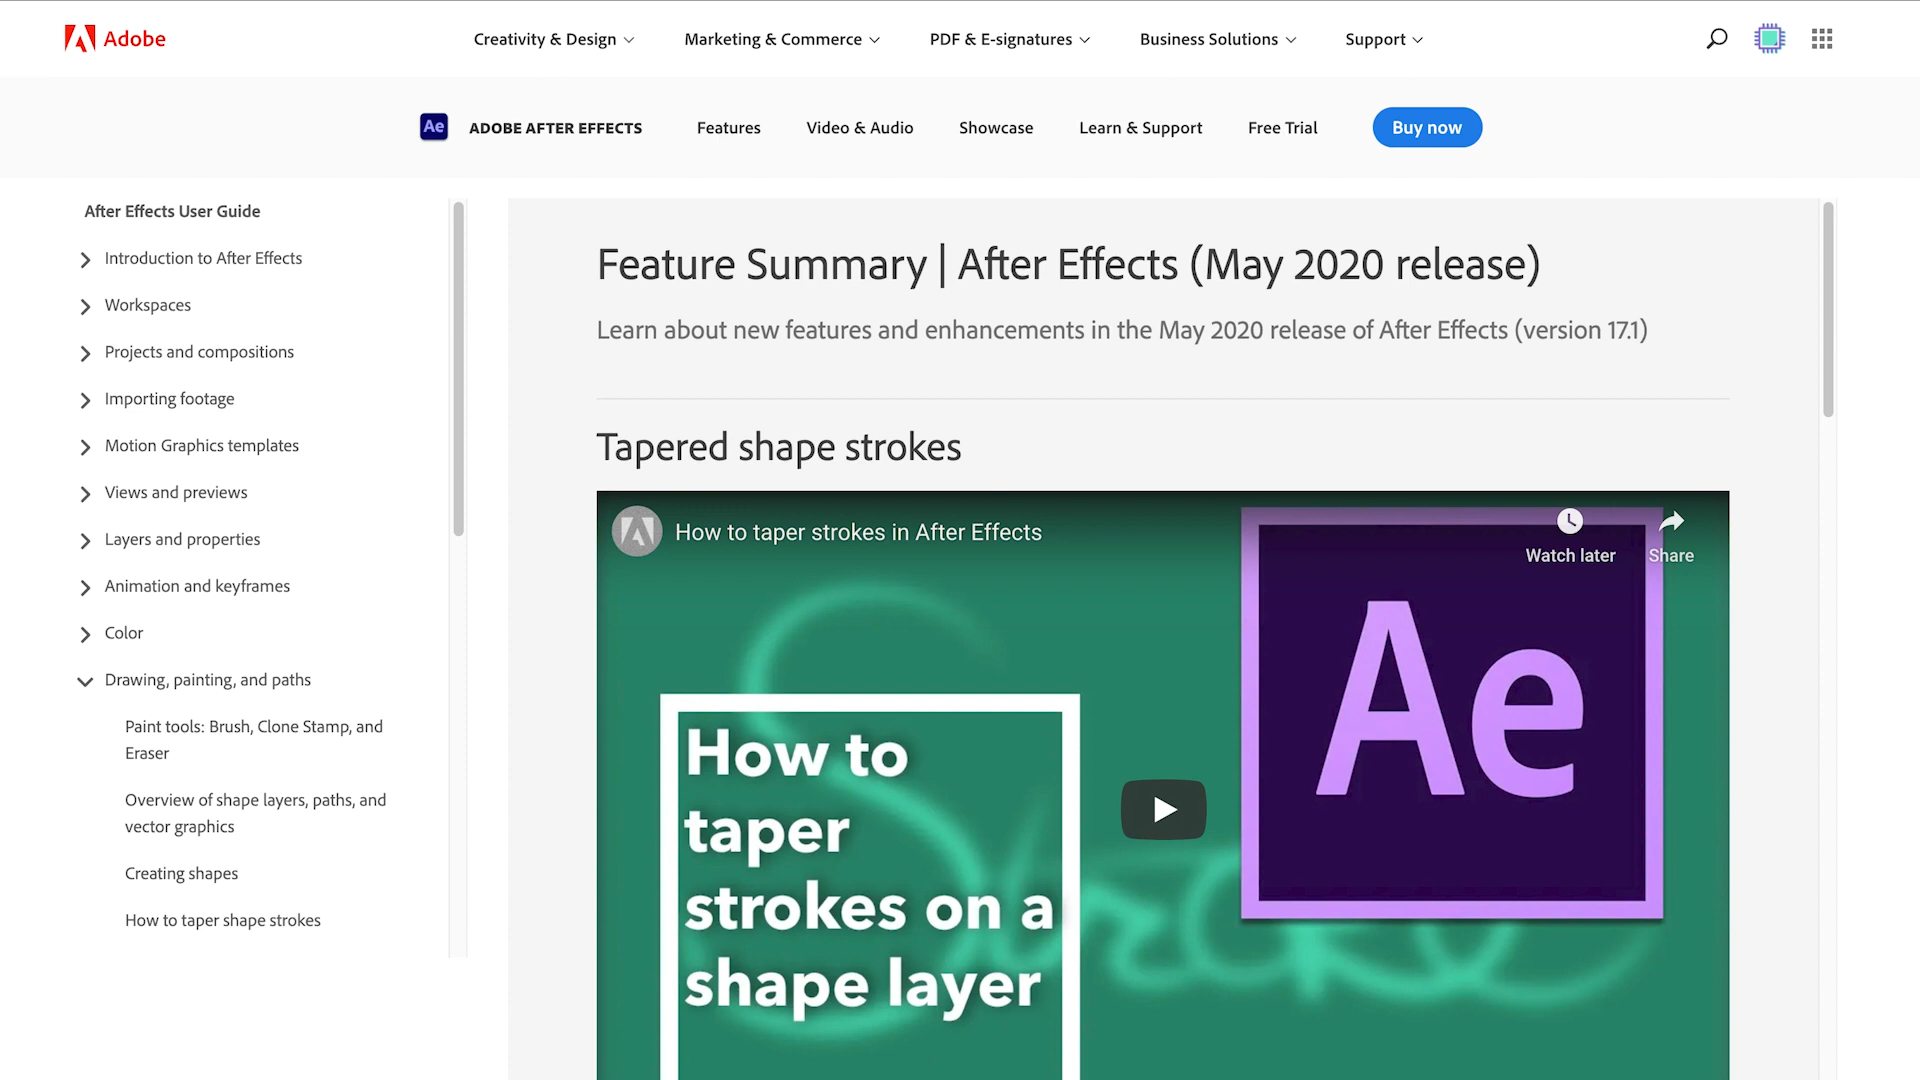 Adobe
Creativity & Design
Marketing & Commerce
PDF & E-signatures
Business Solutions
Support
Ae
ADOBE AFTER EFFECTS
Features
Video & Audio
Showcase
Learn & Support
Free Trial
Buy now
After Effects User Guide
Introduction to After Effects
Workspaces
Projects and compositions
Importing footage
Motion Graphics templates
Views and previews
Layers and properties
Animation and keyframes
Color
Drawing, painting, and paths
Paint tools: Brush, Clone Stamp, and
Eraser
Overview of shape layers, paths, and
vector graphics
Creating shapes
How to taper shape strokes
Feature Summary | After Effects (May 2020 release)
Learn about new features and enhancements in the May 2020 release of After Effects (version 17.1)
Tapered shape strokes
How to taper strokes in After Effects
Watch later
Share
Ae
How to
taper
strokes on a
shape layer
Stroke